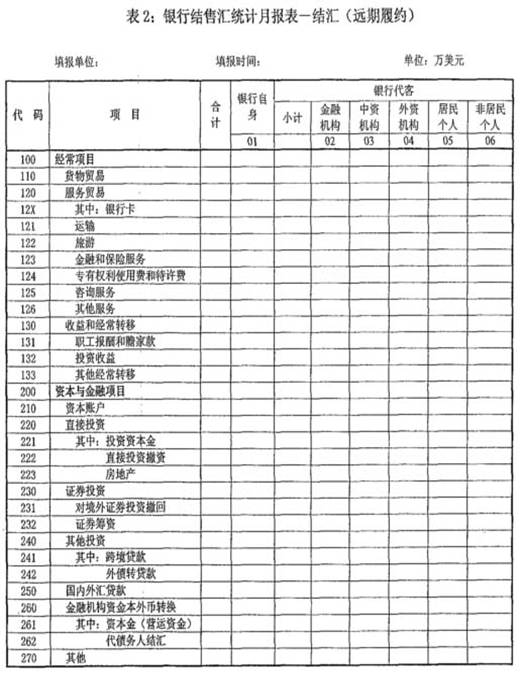 表2：银行结售汇统计月报表－结汇（远期履约）
填报单位： 填报时间： 单位：万美元
代 码 项 目 合计 银行自身 银行代客
小计 金融机构 中资机构 外资机构 居民个人 非居民个人
01 02 03 04 05 06
100 经常项目
110 货物贸易
120 服务贸易
12X 其中：银行卡
121 运输
122 旅游
123 金融和保险服务
124 专有权利使用费和特许费
125 咨询服务
126 其他服务
130 收益和经常转移
131 职工报酬和赡家款
132 投资收益
133 其他经常转移
200 资本与金融项目
210 资本账户
220 直接投资
221 其中：投资资本金
222 直接投资撤资
223 房地产
230 证券投资
231 对境外证券投资撤回
232 证券筹资
240 其他投资
241 其中：跨境贷款
242 外债转贷款
250 国内外汇贷款
260 金融机构资金本外币转换
261 其中：资本金（营运资金）
262 代债务人结汇
270 其他